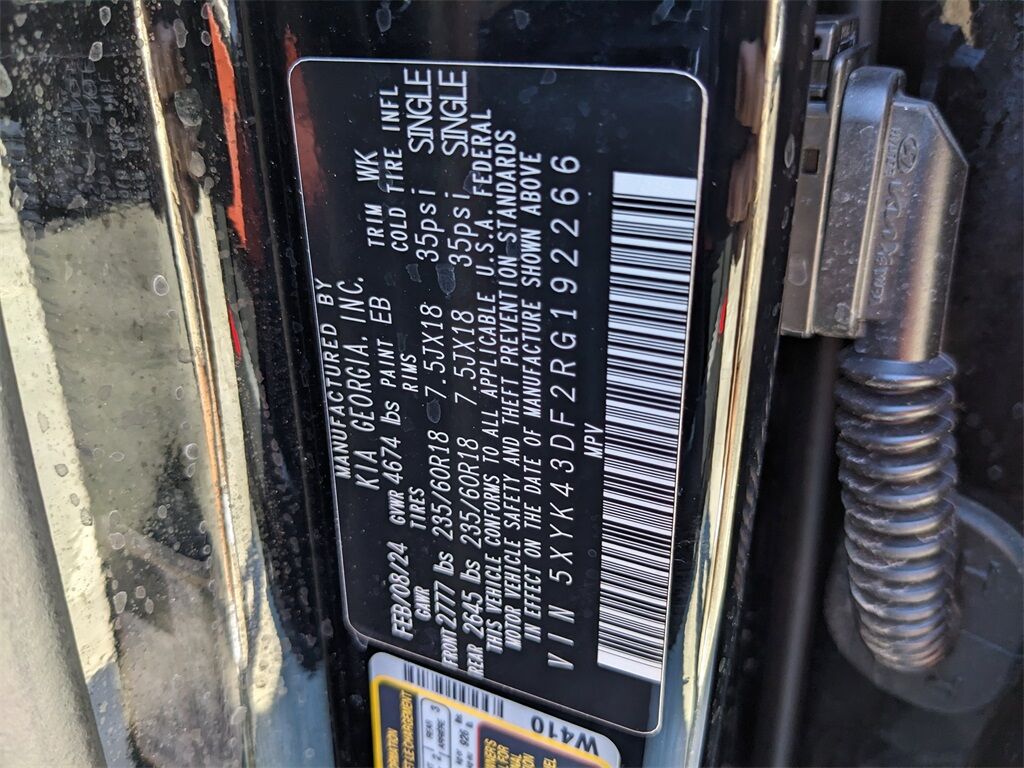 MANUFACTURED BY
KIA GEORGIA, INC.
FEB/08/24 GVWR 4674 lbs PAINT EB TRIM WK
GAWR TIRES RIMS COLD TIRE INFL
FRONT 2777 lbs 235/60R18 7.5JX18 35psi SINGLE
REAR 2645 lbs 235/60R18 7.5JX18 35psi SINGLE
THIS VEHICLE CONFORMS TO ALL APPLICABLE U.S.A. FEDERAL
MOTOR VEHICLE SAFETY AND THEFT PREVENTION STANDARDS
IN EFFECT ON THE DATE OF MANUFACTURE SHOWN ABOVE
VIN 5XYK43DF2RG192266
MPV
W410
REAR 3
ARRIÈRE